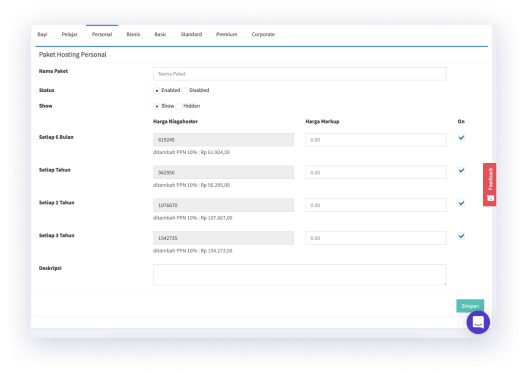 Bayi Pelajar Personal Bisnis Basic Standard Premium Corporate
Paket Hosting Personal
Nama Paket Nama Paket
Status Enabled Disabled
Show Show Hidden
Harga Niagahoster Harga Markup On
Setiap 6 Bulan 619245 0.00
ditambah PPN 10% : Rp 61.924,50
Setiap Tahun 562950 0.00
ditambah PPN 10% : Rp 56.295,00
Setiap 2 Tahun 1076670 0.00
ditambah PPN 10% : Rp 107.667,00
Setiap 3 Tahun 1542735 0.00
ditambah PPN 10% : Rp 154.273,50
Deskripsi
Feedback
Simpan